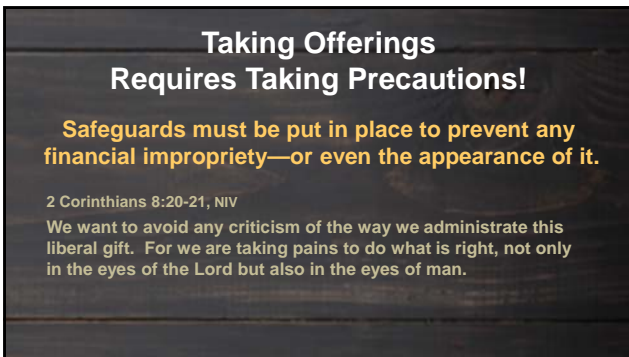 Taking Offerings
Requires Taking Precautions!
Safeguards must be put in place to prevent any
financial impropriety—or even the appearance of it.
2 Corinthians 8:20-21, NIV
We want to avoid any criticism of the way we administrate this
liberal gift.  For we are taking pains to do what is right, not only
in the eyes of the Lord but also in the eyes of man.